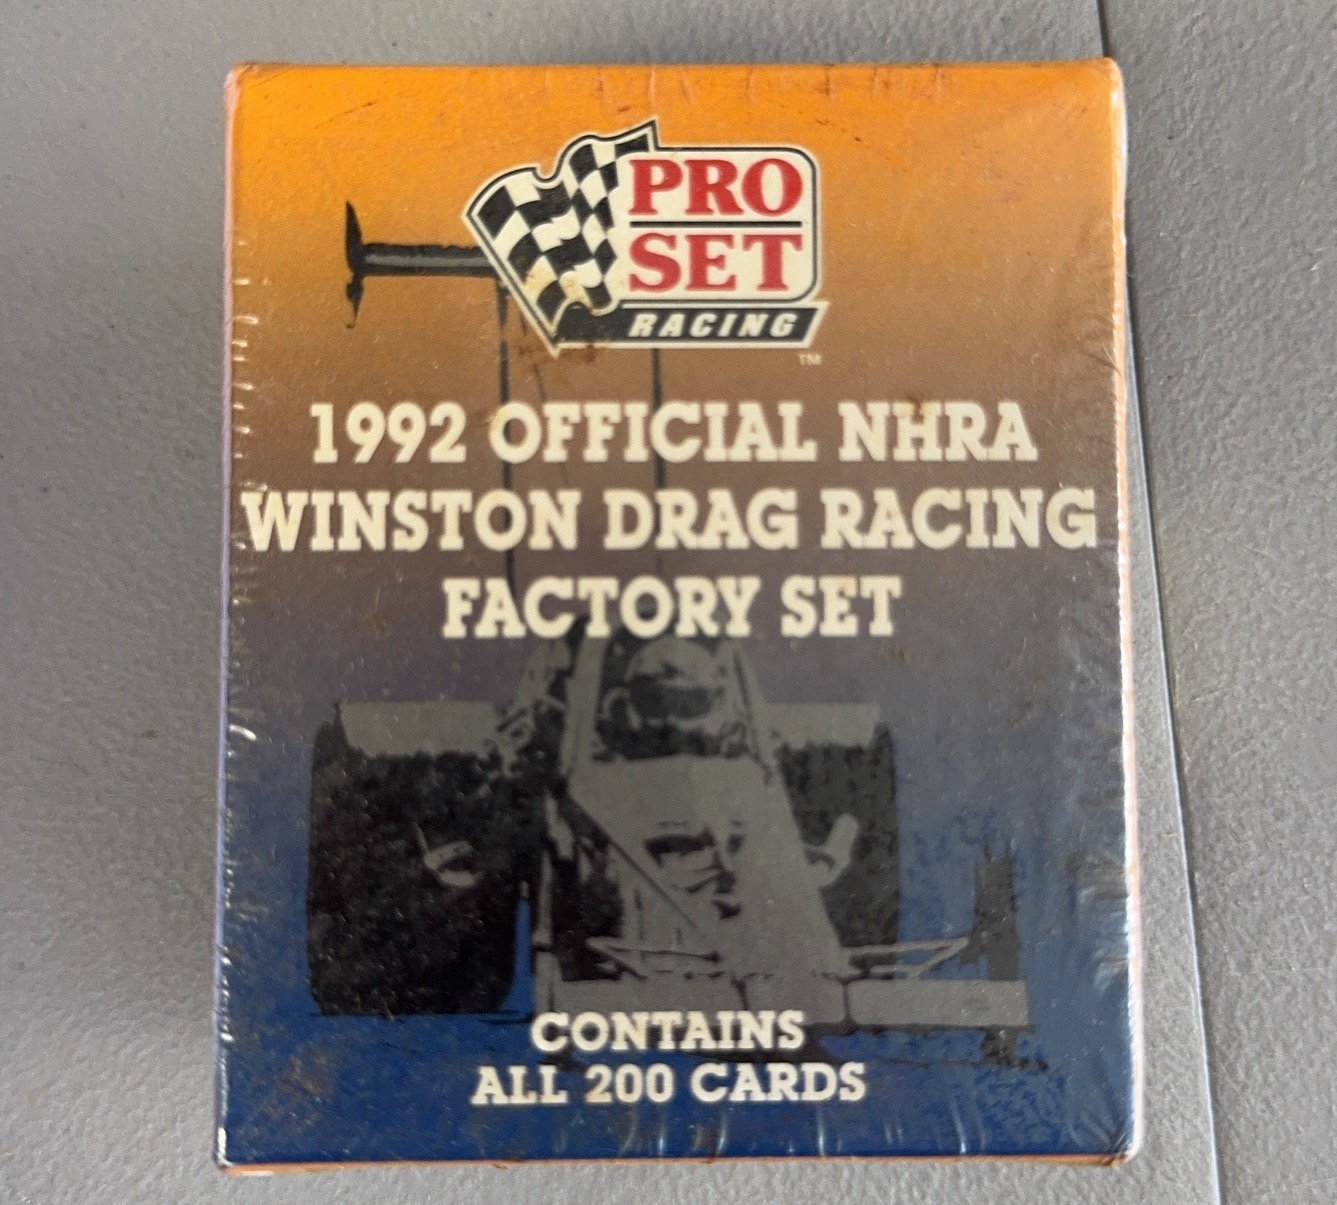 PRO
SET
RACING
TM
1992 OFFICIAL NHRA
WINSTON DRAG RACING
FACTORY SET
CONTAINS
ALL 200 CARDS